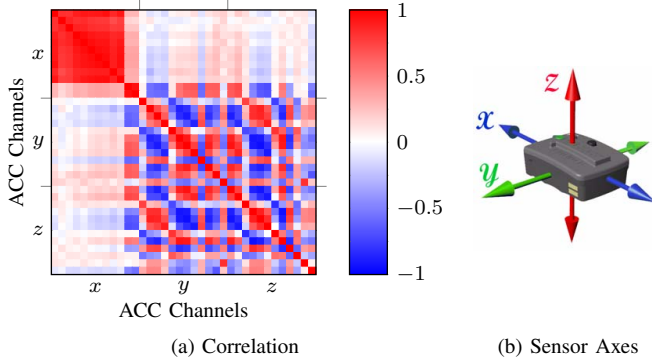 x
y
z
ACC Channels
x
y
z
ACC Channels
1
0.5
0
−0.5
−1
(a) Correlation
z
x
y
(b) Sensor Axes